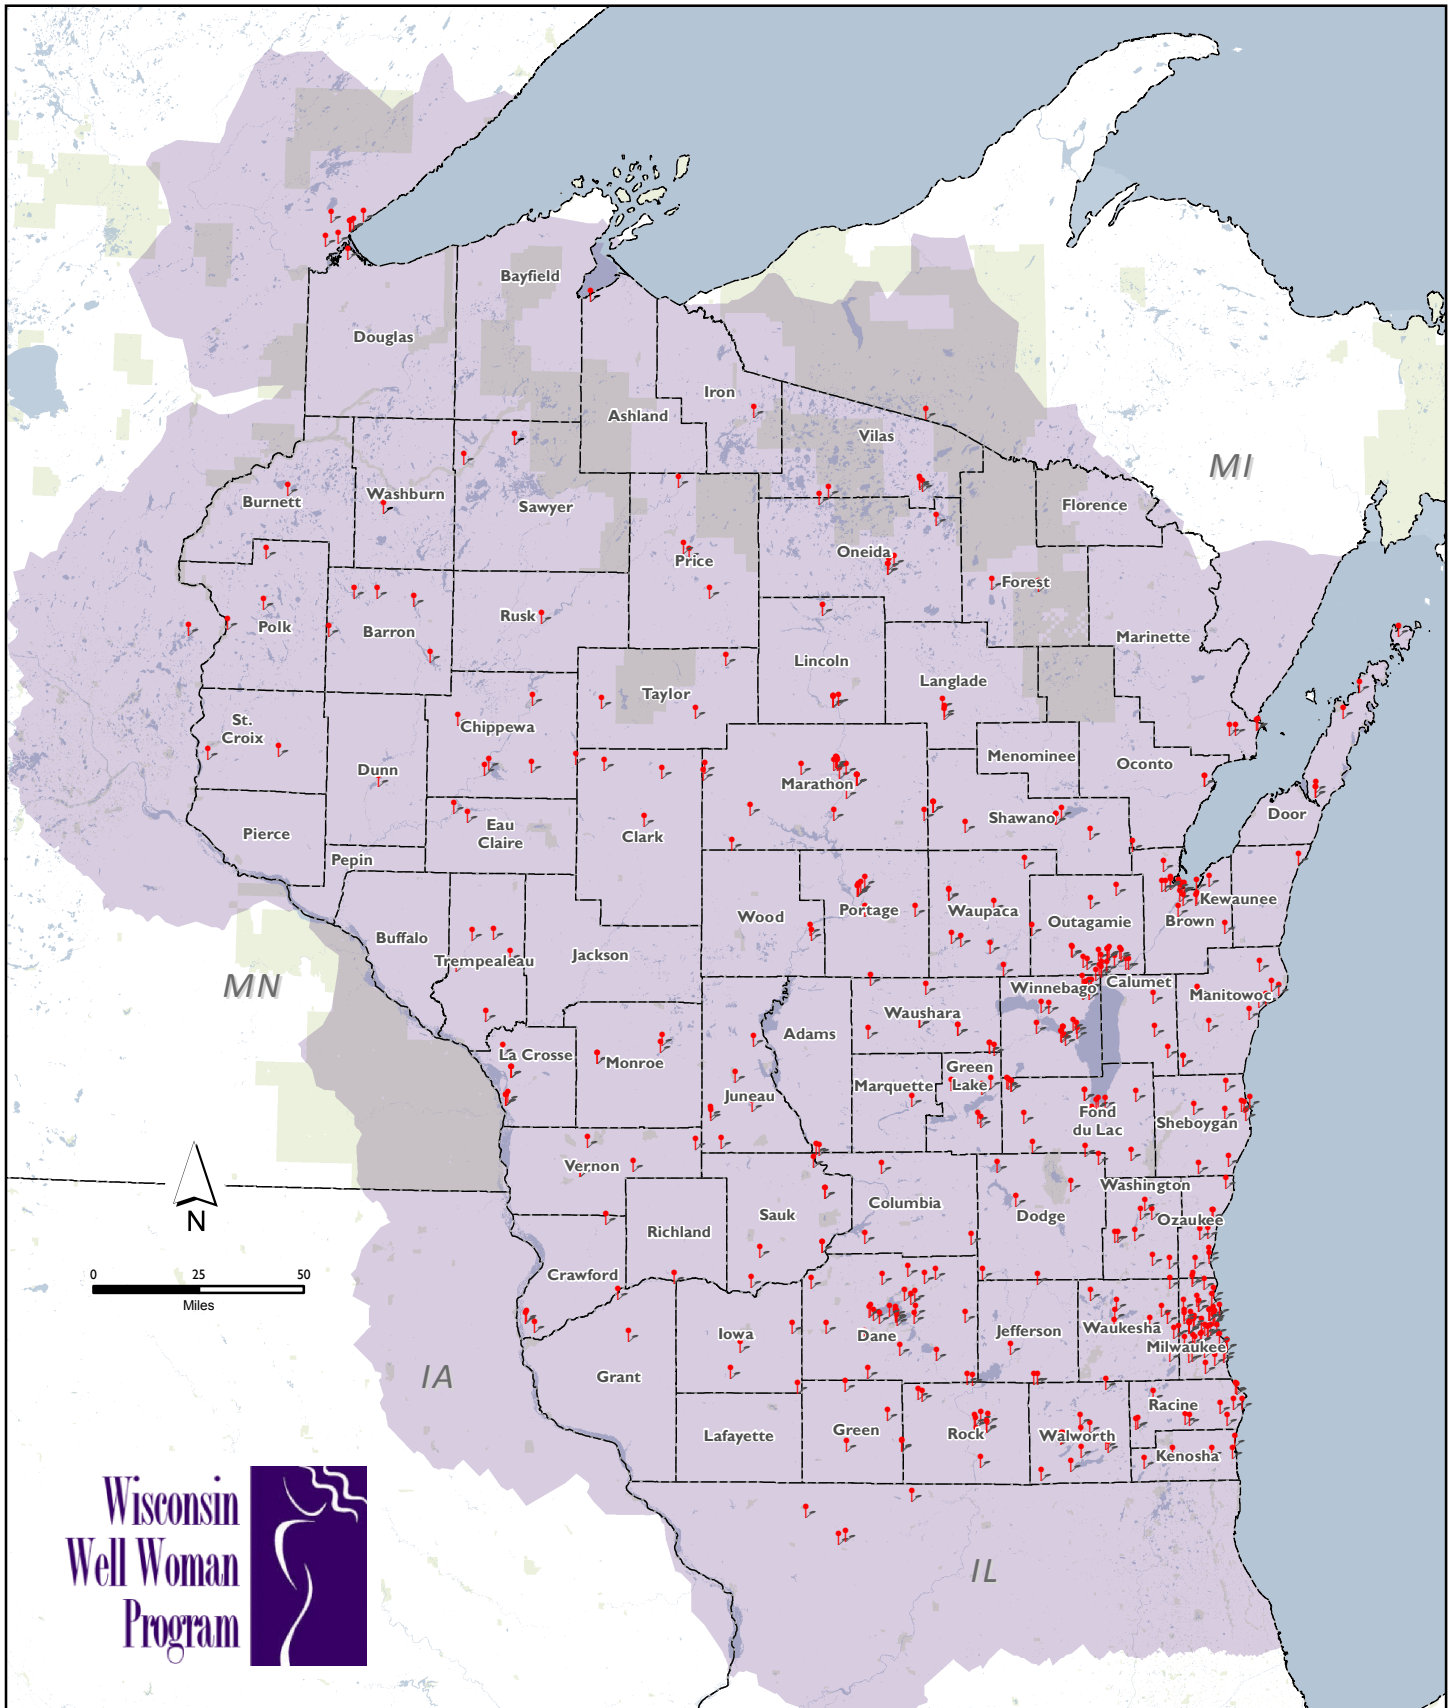 Bayfield
Douglas
Iron
Ashland
Vilas
MI
Burnett
Washburn
Sawyer
Florence
Oneida
Price
Forest
Polk
Barron
Rusk
Marinette
Lincoln
Langlade
Taylor
St.
Croix
Chippewa
Menominee
Oconto
Dunn
Marathon
Door
Pierce
Eau
Claire
Clark
Shawano
Pepin
Kewaunee
Wood
Portage
Waupaca
Outagamie
Brown
Buffalo
Trempealeau
Jackson
MN
Winnebago
Calumet
Manitowoc
Waushara
Adams
La Crosse
Monroe
Green
Lake
Marquette
Juneau
Fond
du Lac
Sheboygan
Vernon
Washington
Columbia
Dodge
Sauk
Ozaukee
N
Richland
Crawford
0
25
50
Miles
Iowa
Dane
Jefferson
Waukesha
Milwaukee
IA
Grant
Racine
Lafayette
Green
Rock
Walworth
Kenosha
IL
Wisconsin
Well Woman
Program